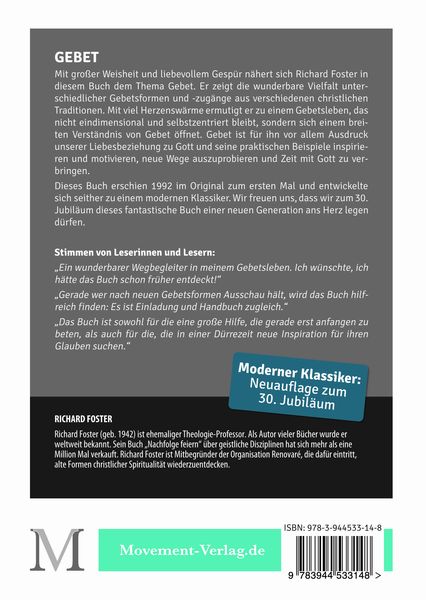 GEBET
Mit großer Weisheit und liebevollem Gespür nähert sich Richard Foster in
diesem Buch dem Thema Gebet. Er zeigt die wunderbare Vielfalt unter-
schiedlicher Gebetsformen und -zugänge aus verschiedenen christlichen
Traditionen. Mit viel Herzenswärme ermutigt er zu einem Gebetsleben, das
nicht eindimensional und selbstzentriert bleibt, sondern sich einem brei-
ten Verständnis von Gebet öffnet. Gebet ist für ihn vor allem Ausdruck
unserer Liebesbeziehung zu Gott und seine praktischen Beispiele inspirie-
ren und motivieren, neue Wege auszuprobieren und Zeit mit Gott zu ver-
bringen.
Dieses Buch erschien 1992 im Original zum ersten Mal und entwickelte
sich seither zu einem modernen Klassiker. Wir freuen uns, dass wir zum 30.
Jubiläum dieses fantastische Buch einer neuen Generation ans Herz legen
dürfen.
Stimmen von Leserinnen und Lesern:
„Ein wunderbarer Wegbegleiter in meinem Gebetsleben. Ich wünschte, ich
hätte das Buch schon früher entdeckt!“
„Gerade wer nach neuen Gebetsformen Ausschau hält, wird das Buch hilf-
reich finden: Es ist Einladung und Handbuch zugleich.“
„Das Buch ist sowohl für die eine große Hilfe, die gerade erst anfangen zu
beten, als auch für die, die in einer Dürrezeit neue Inspiration für ihren
Glauben suchen.“
Moderner Klassiker:
Neuauflage zum
30. Jubiläum
RICHARD FOSTER
Richard Foster (geb. 1942) ist ehemaliger Theologie-Professor. Als Autor vieler Bücher wurde er
weltweit bekannt. Sein Buch „Nachfolge feiern“ über geistliche Disziplinen hat sich mehr als eine
Million Mal verkauft. Richard Foster ist Mitbegründer der Organisation Renovaré, die dafür eintritt,
alte Formen christlicher Spiritualität wiederzuentdecken.
M
Movement-Verlag.de
ISBN: 978-3-944533-14-8
9 783944 533148 >